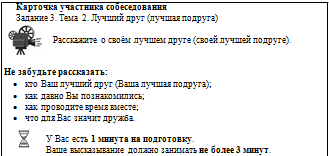 Карточка участника собеседования
Задание 3. Тема 2. Лучший друг (лучшая подруга)
Расскажите о своём лучшем друге (своей лучшей подруге).
Не забудьте рассказать:
• кто Ваш лучший друг (Ваша лучшая подруга);
• как давно Вы познакомились;
• как проводите время вместе;
• что для Вас значит дружба.
У Вас есть 1 минута на подготовку.
Ваше высказывание должно занимать не более 3 минут.